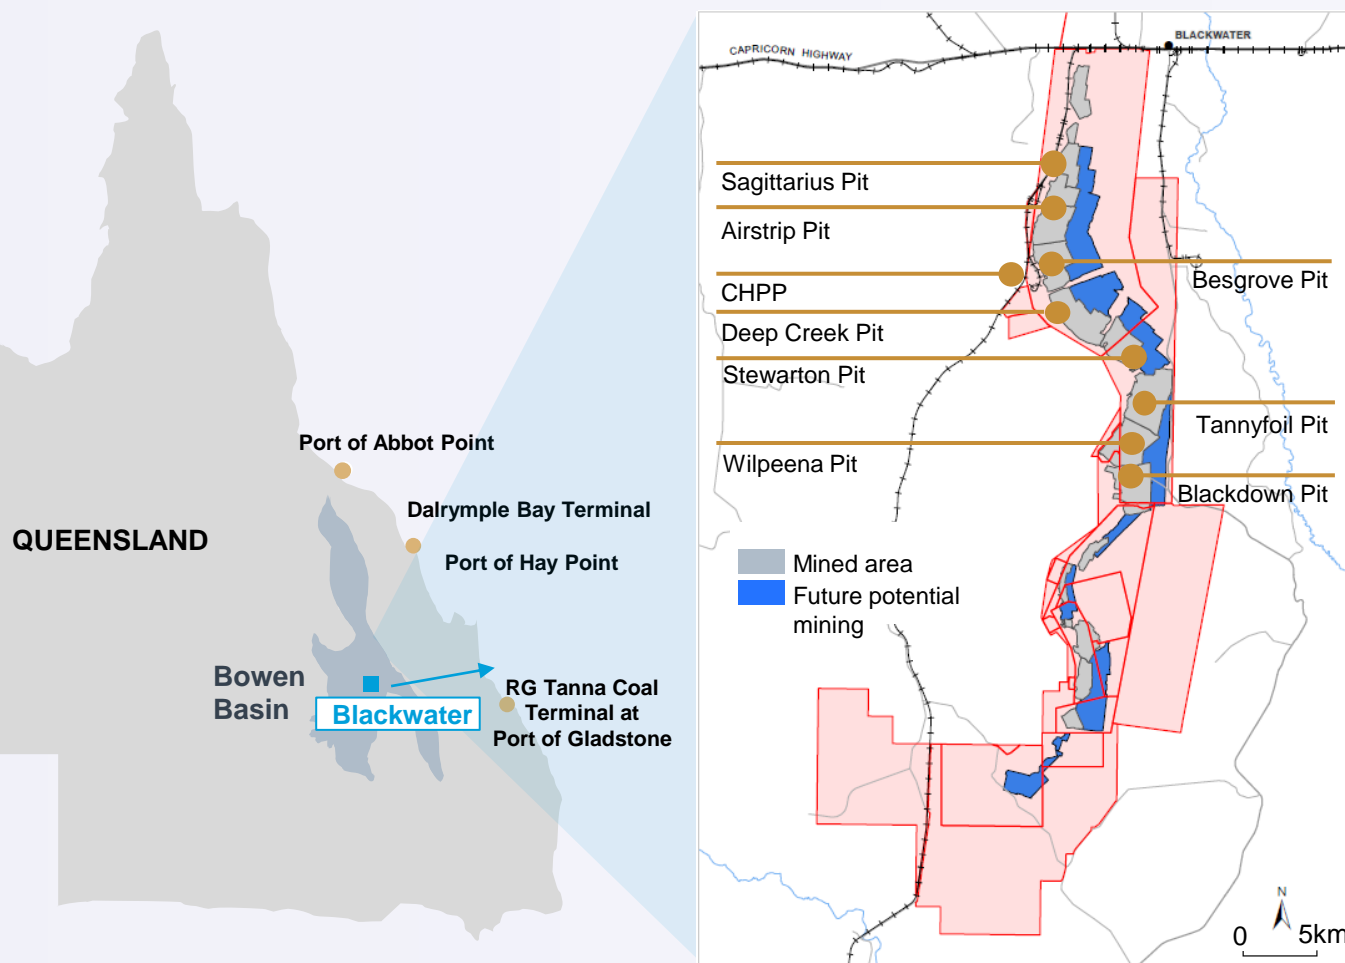 QUEENSLAND
Port of Abbot Point
Dalrymple Bay Terminal
Port of Hay Point
Bowen
Basin
Blackwater
RG Tanna Coal
Terminal at
Port of Gladstone
CAPRICORN HIGHWAY
BLACKWATER
Sagittarius Pit
Airstrip Pit
Besgrove Pit
CHPP
Deep Creek Pit
Stewarton Pit
Tannyfoil Pit
Wilpeena Pit
Blackdown Pit
Mined area
Future potential
mining
N
0 5km